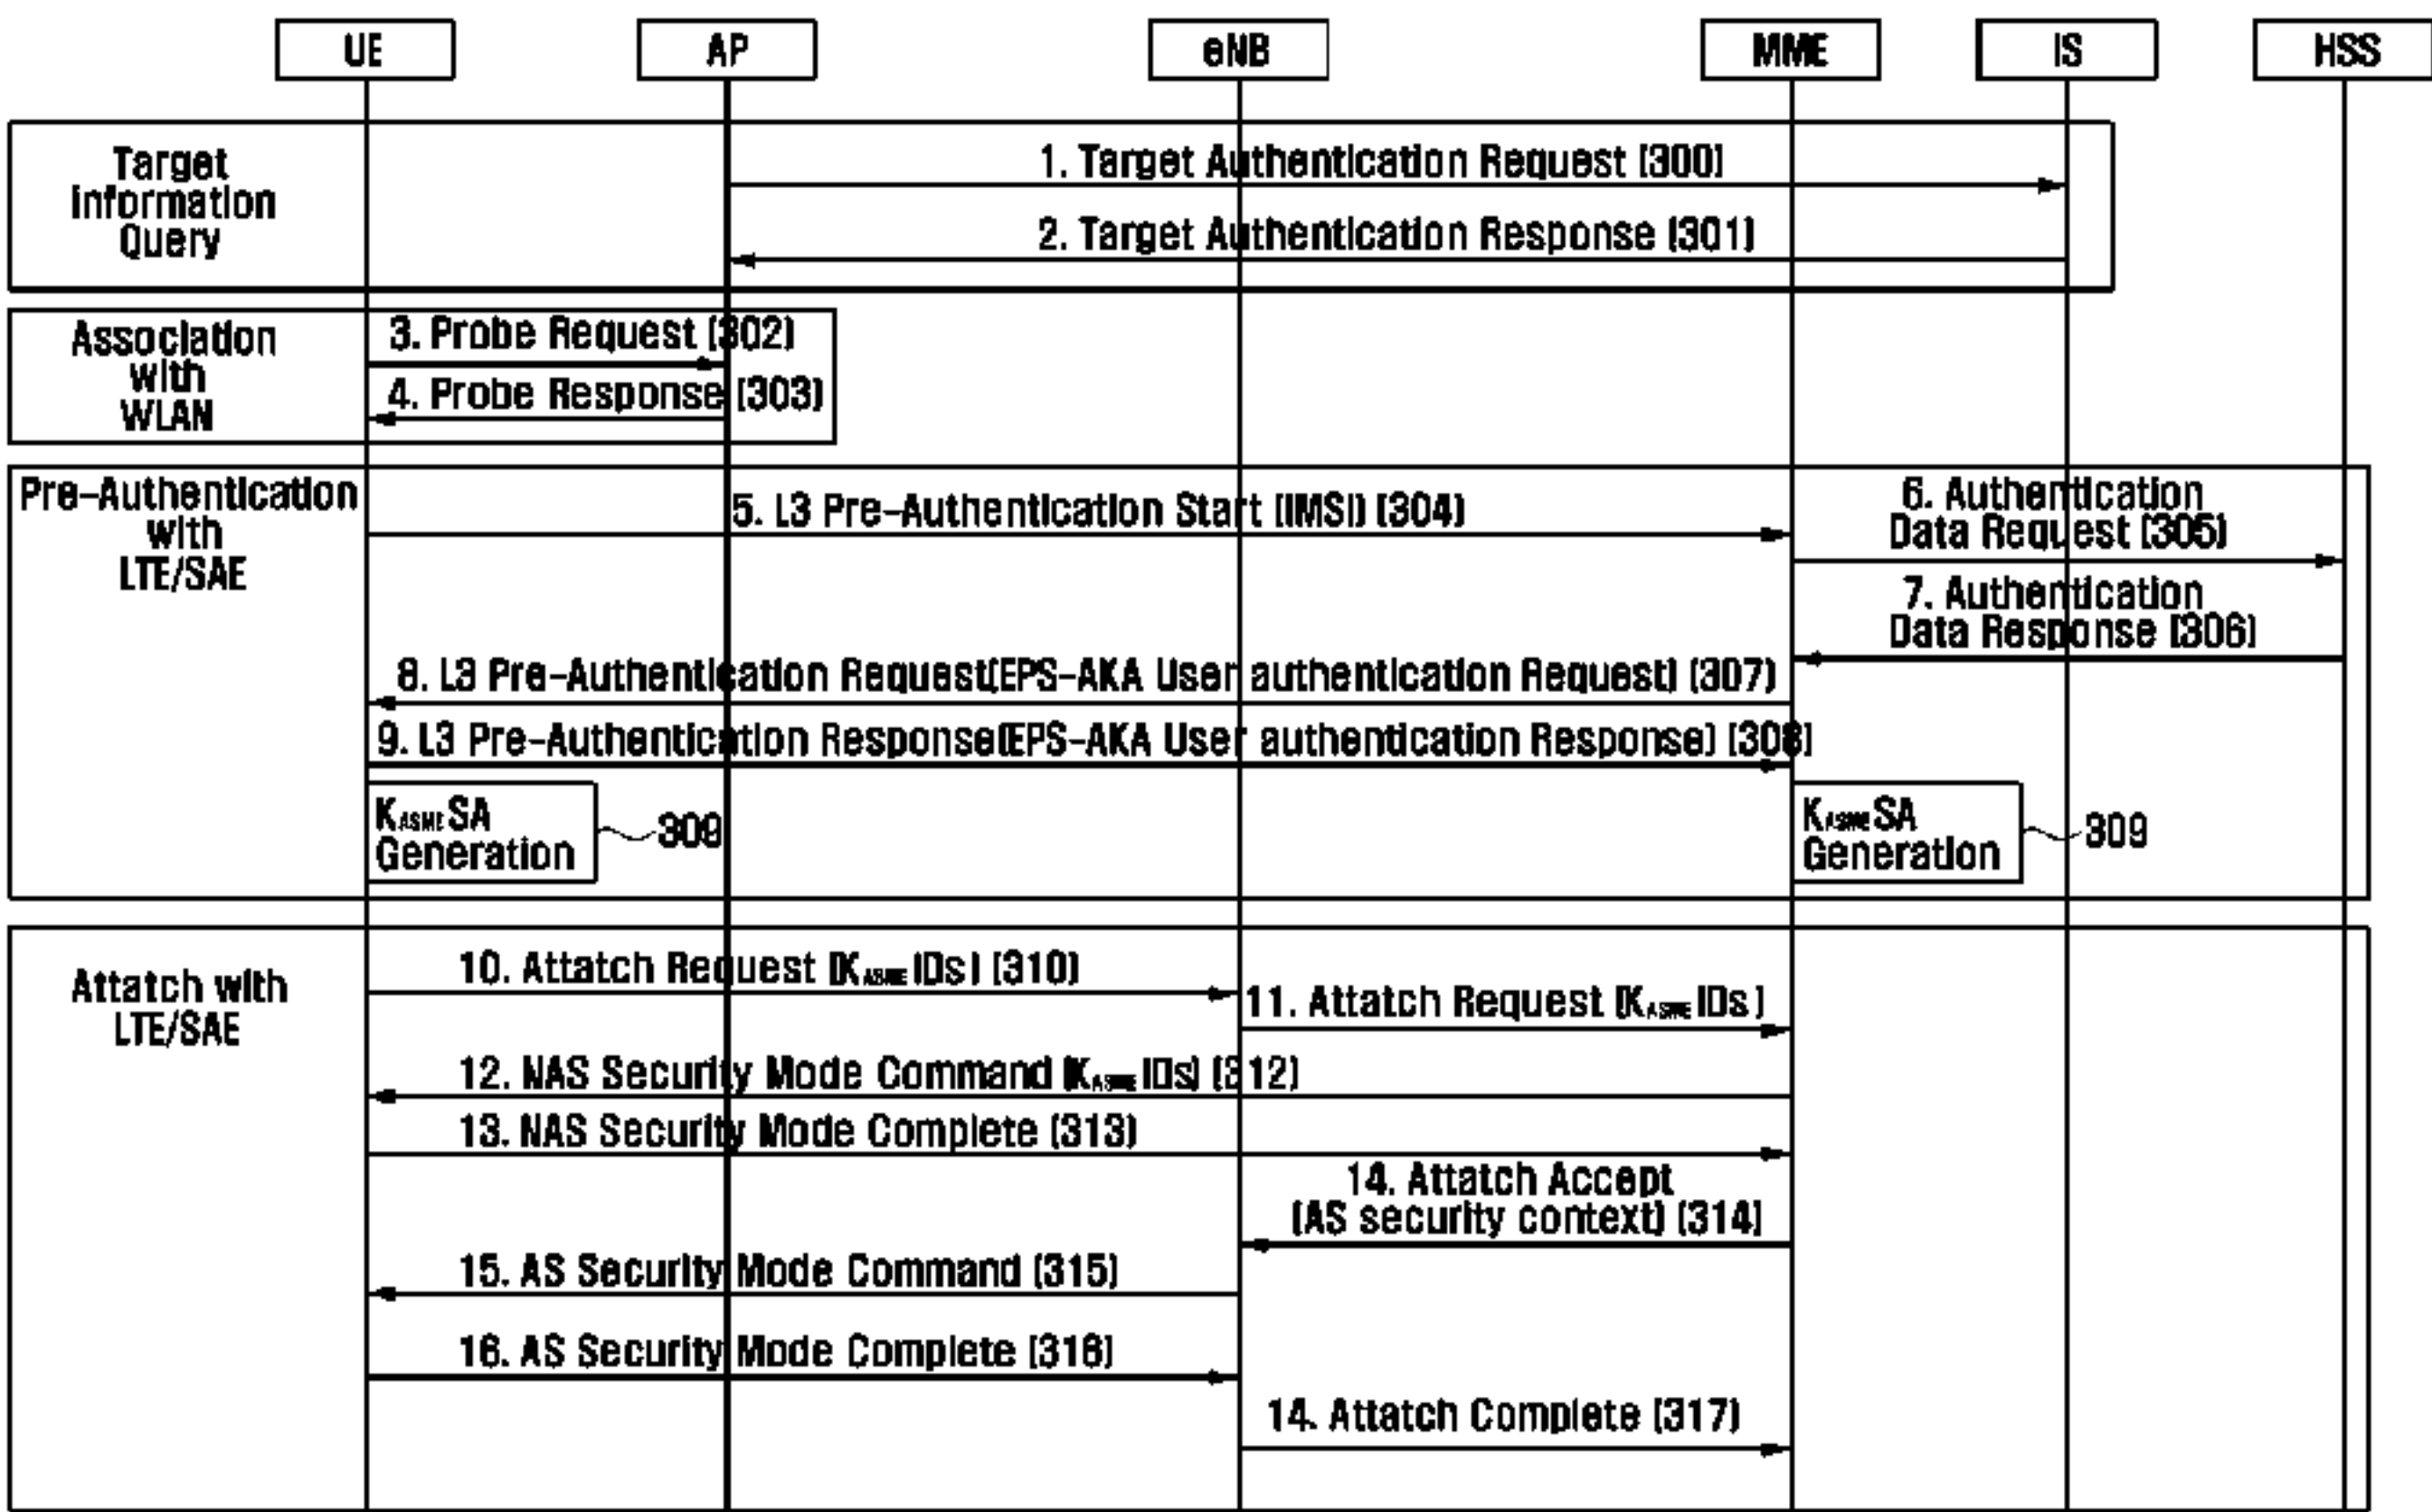 UE
AP
eNB
MME
IS
HSS
Target
Information
Query
1. Target Authentication Request (300)
2. Target Authentication Response (301)
Association
with
WLAN
3. Probe Request (302)
4. Probe Response (303)
Pre-Authentication
with
LTE/SAE
5. L3 Pre-Authentication Start (IMSI) (304)
6. Authentication
Data Request (305)
7. Authentication
Data Response (306)
8. L3 Pre-Authentication Request(EPS-AKA User authentication Request) (307)
9. L3 Pre-Authentication Response(EPS-AKA User authentication Response) (308)
KASME SA
Generation
309
KASME SA
Generation
309
Attatch with
LTE/SAE
10. Attatch Request (KASME IDs) (310)
11. Attatch Request (KASME IDs)
12. NAS Security Mode Command (KASME IDs) (312)
13. NAS Security Mode Complete (313)
14. Attatch Accept
(AS security context) (314)
15. AS Security Mode Command (315)
16. AS Security Mode Complete (316)
14. Attatch Complete (317)